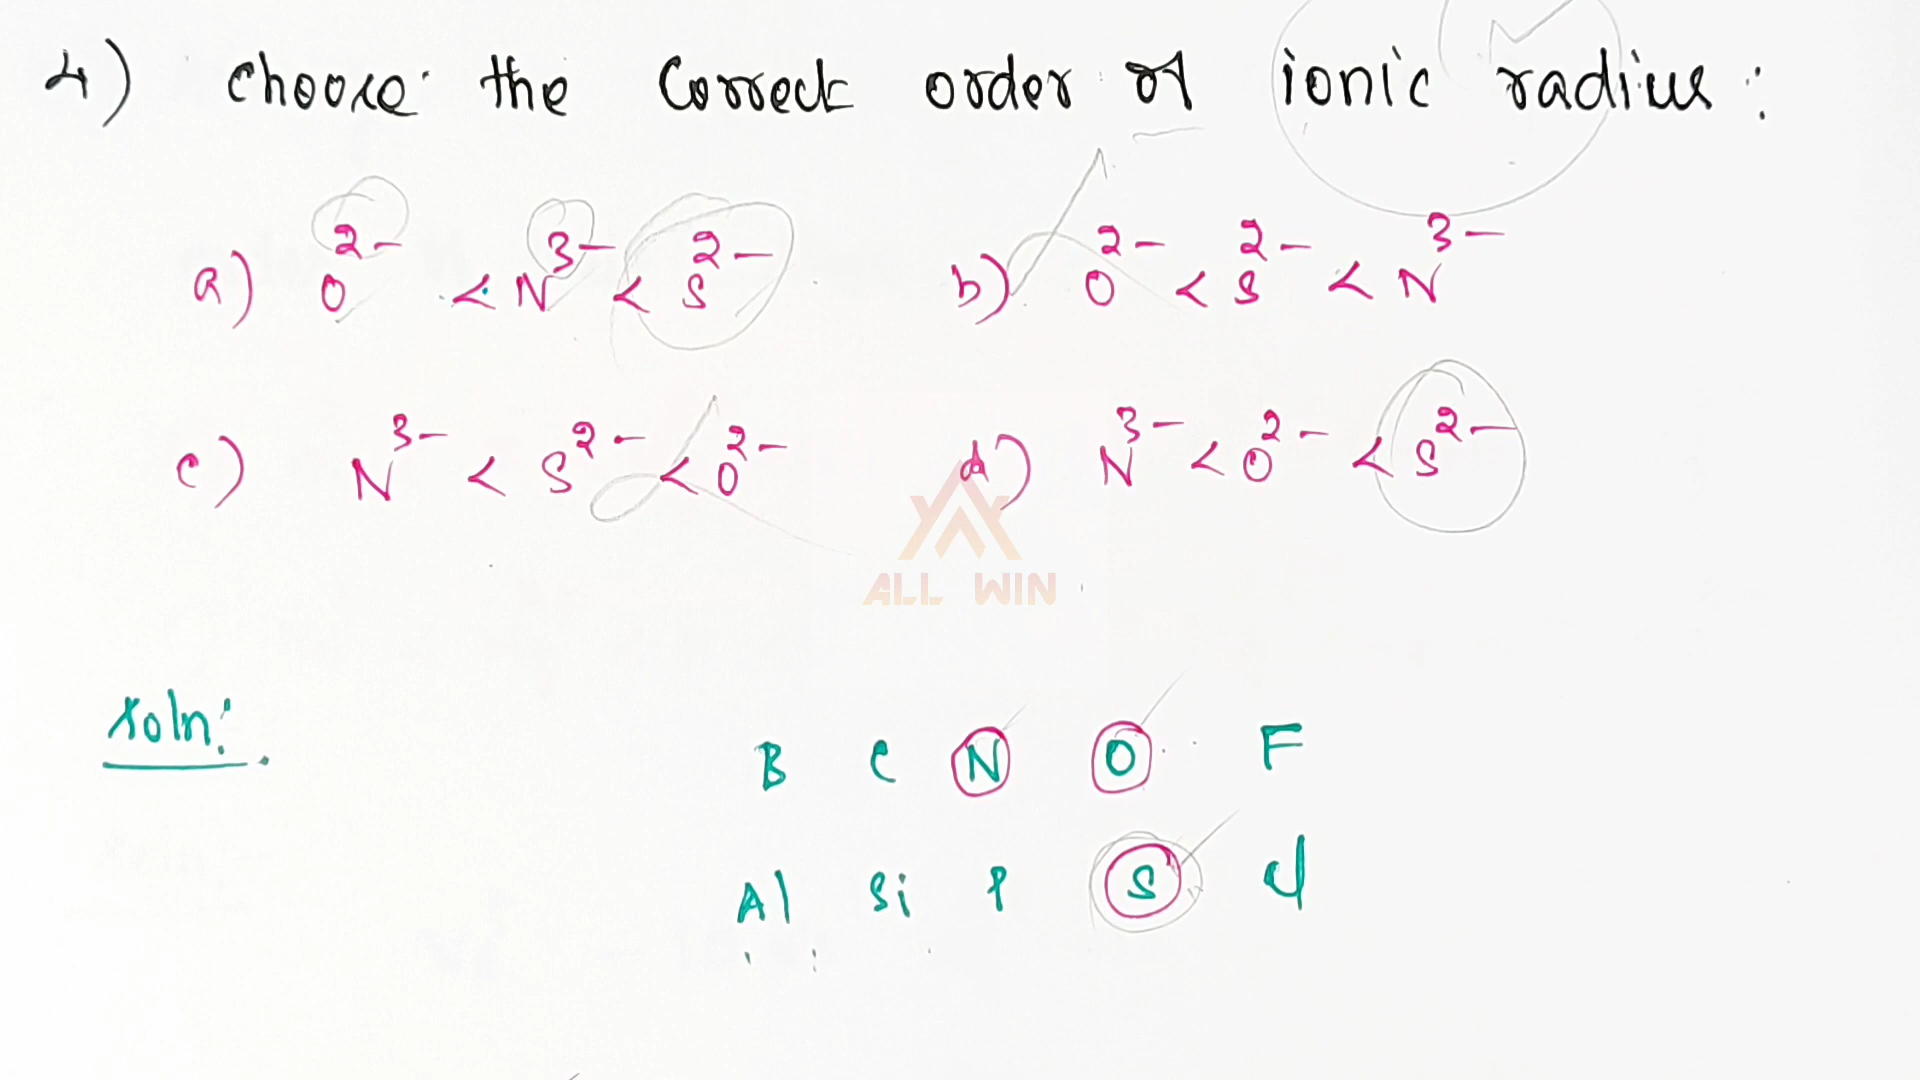 4) choose the Correct order of ionic radius:
a) O²⁻ < N³⁻ < S²⁻ b) O²⁻ < S²⁻ < N³⁻
c) N³⁻ < S²⁻ < O²⁻ d) N³⁻ < O²⁻ < S²⁻
ALL WIN
soln:
B C N O F
Al Si P S Cl